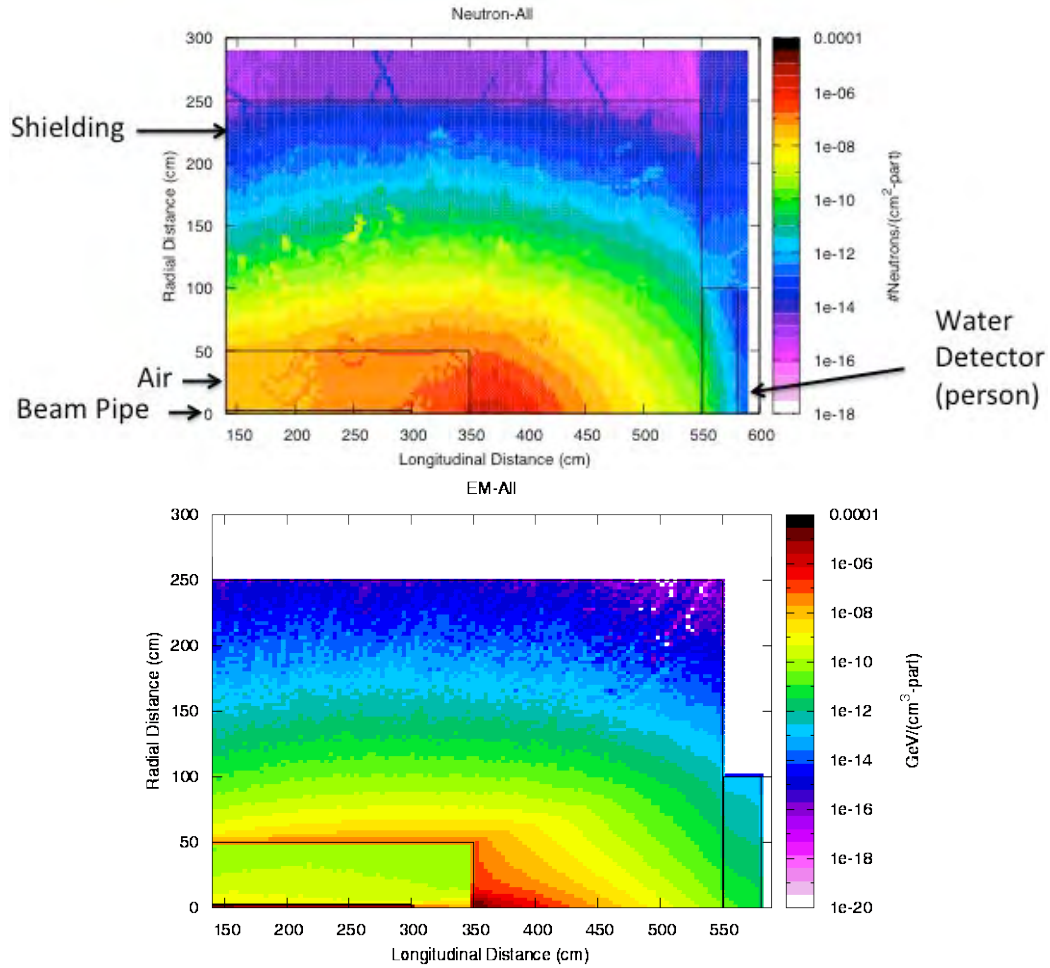 Neutron-All
300
250
200
150
100
50
0
Radial Distance (cm)
150 200 250 300 350 400 450 500 550 600
Longitudinal Distance (cm)
0.0001
1e-06
1e-08
1e-10
1e-12
1e-14
1e-16
1e-18
#Neutrons/(cm²-part)
Shielding
Air
Beam Pipe
Water
Detector
(person)
EM-All
300
250
200
150
100
50
0
Radial Distance (cm)
150 200 250 300 350 400 450 500 550
Longitudinal Distance (cm)
0.0001
1e-06
1e-08
1e-10
1e-12
1e-14
1e-16
1e-18
1e-20
GeV/(cm³-part)